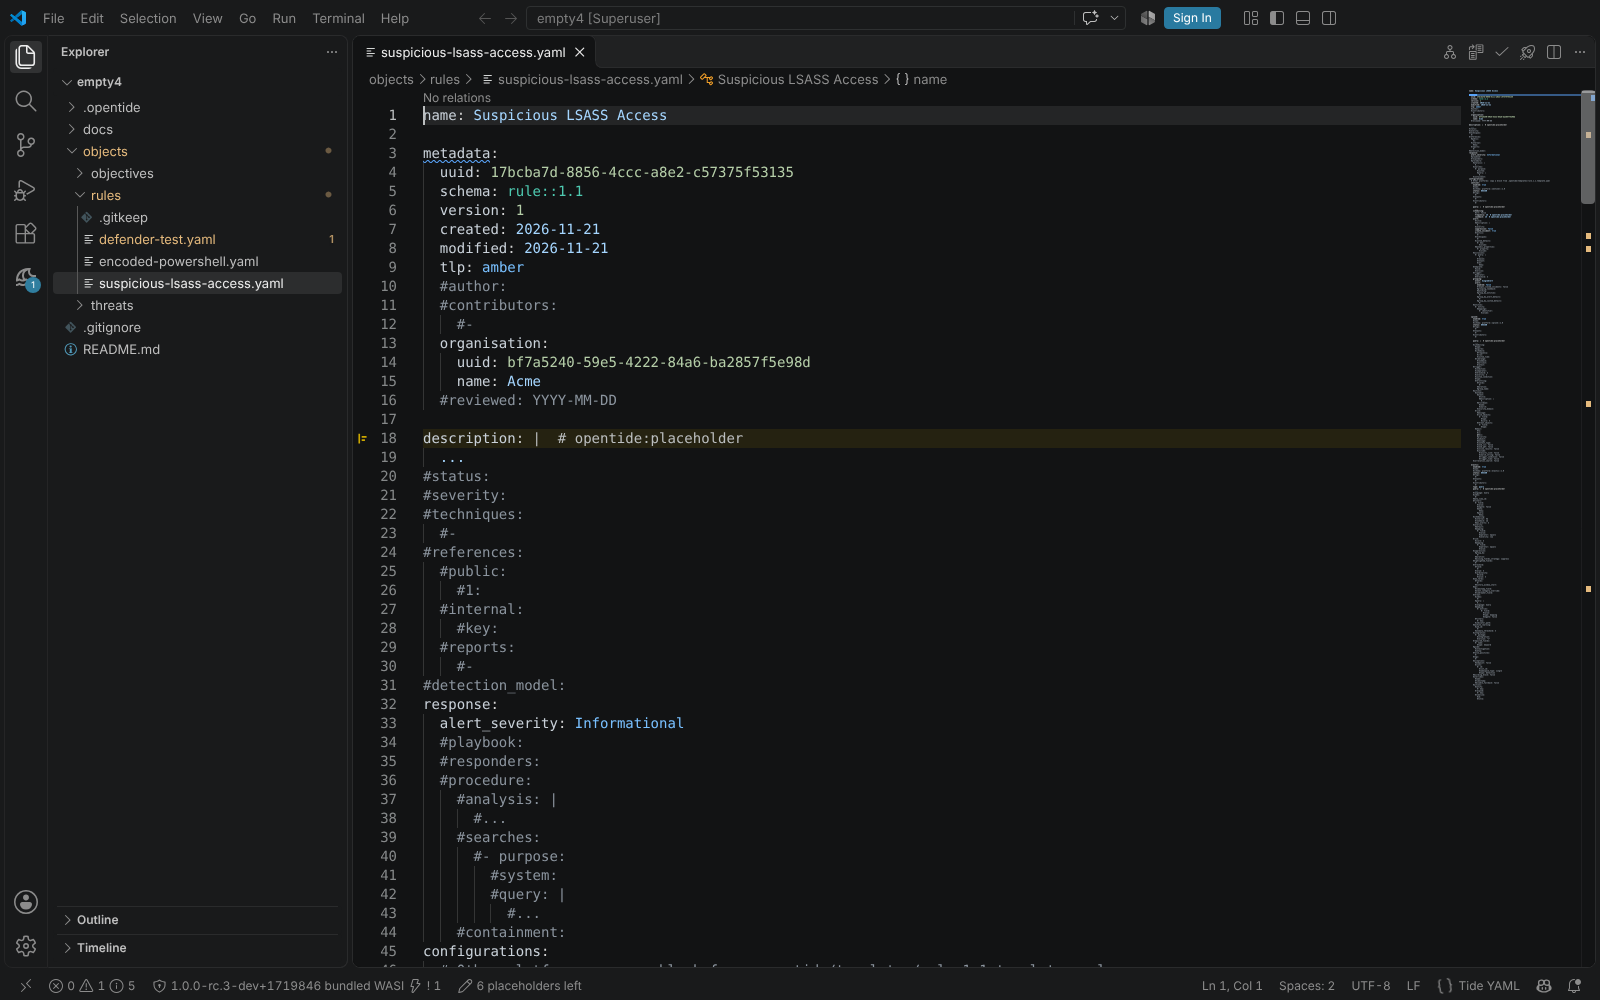 File Edit Selection View Go Run Terminal Help
empty4 [Superuser]
Sign In
Explorer
empty4
.opentide
docs
objects
objectives
rules
.gitkeep
defender-test.yaml 1
encoded-powershell.yaml
suspicious-lsass-access.yaml
threats
.gitignore
README.md
1
Outline
Timeline
suspicious-lsass-access.yaml
objects > rules > suspicious-lsass-access.yaml > Suspicious LSASS Access > {} name
No relations
1 name: Suspicious LSASS Access
2
3 metadata:
4 uuid: 17bcba7d-8856-4ccc-a8e2-c57375f53135
5 schema: rule::1.1
6 version: 1
7 created: 2026-11-21
8 modified: 2026-11-21
9 tlp: amber
10 #author:
11 #contributors:
12 #-
13 organisation:
14 uuid: bf7a5240-59e5-4222-84a6-ba2857f5e98d
15 name: Acme
16 #reviewed: YYYY-MM-DD
17
18 description: | # opentide:placeholder
19 ...
20 #status:
21 #severity:
22 #techniques:
23 #-
24 #references:
25 #public:
26 #1:
27 #internal:
28 #key:
29 #reports:
30 #-
31 #detection_model:
32 response:
33 alert_severity: Informational
34 #playbook:
35 #responders:
36 #procedure:
37 #analysis: |
38 #...
39 #searches:
40 #- purpose:
41 #system:
42 #query: |
43 #...
44 #containment:
45 configurations:
0 1 5 1.0.0-rc.3-dev+1719846 bundled WASI ! 1 6 placeholders left
Ln 1, Col 1 Spaces: 2 UTF-8 LF {} Tide YAML